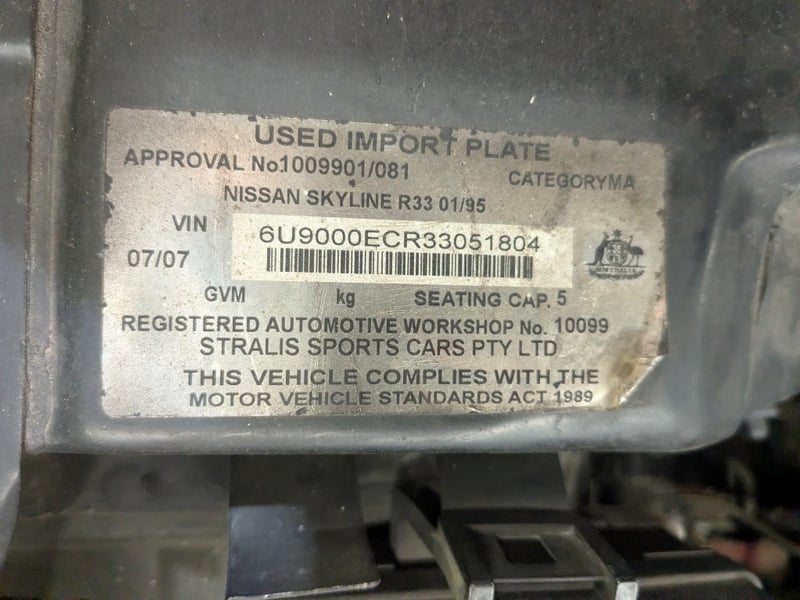 USED IMPORT PLATE
APPROVAL No1009901/081 CATEGORYMA
NISSAN SKYLINE R33 01/95
VIN 6U9000ECR33051804
07/07
AUSTRALIA
GVM kg SEATING CAP. 5
REGISTERED AUTOMOTIVE WORKSHOP No. 10099
STRALIS SPORTS CARS PTY LTD
THIS VEHICLE COMPLIES WITH THE
MOTOR VEHICLE STANDARDS ACT 1989